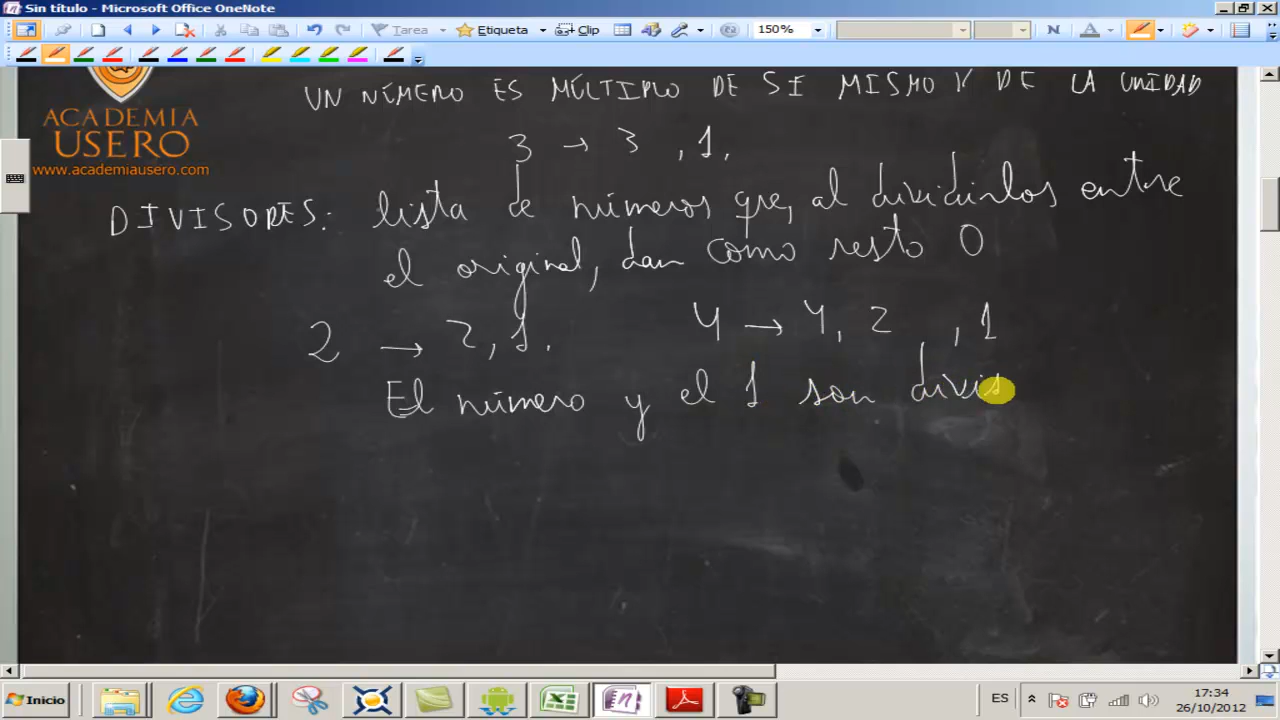 Sin título - Microsoft Office OneNote
Tarea
Etiqueta
Clip
150%
N
A
UN NÚMERO ES MÚLTIPLO DE SI MISMO Y DE LA UNIDAD
ACADEMIA
USERO
www.academiausero.com
3 → 3 , 1.
DIVISORES: lista de números que, al dividirlos entre
el original, dan como resto 0
2 → 2, 1. 4 → 4, 2 , 1
El número y el 1 son divis
Inicio
ES
17:34
26/10/2012